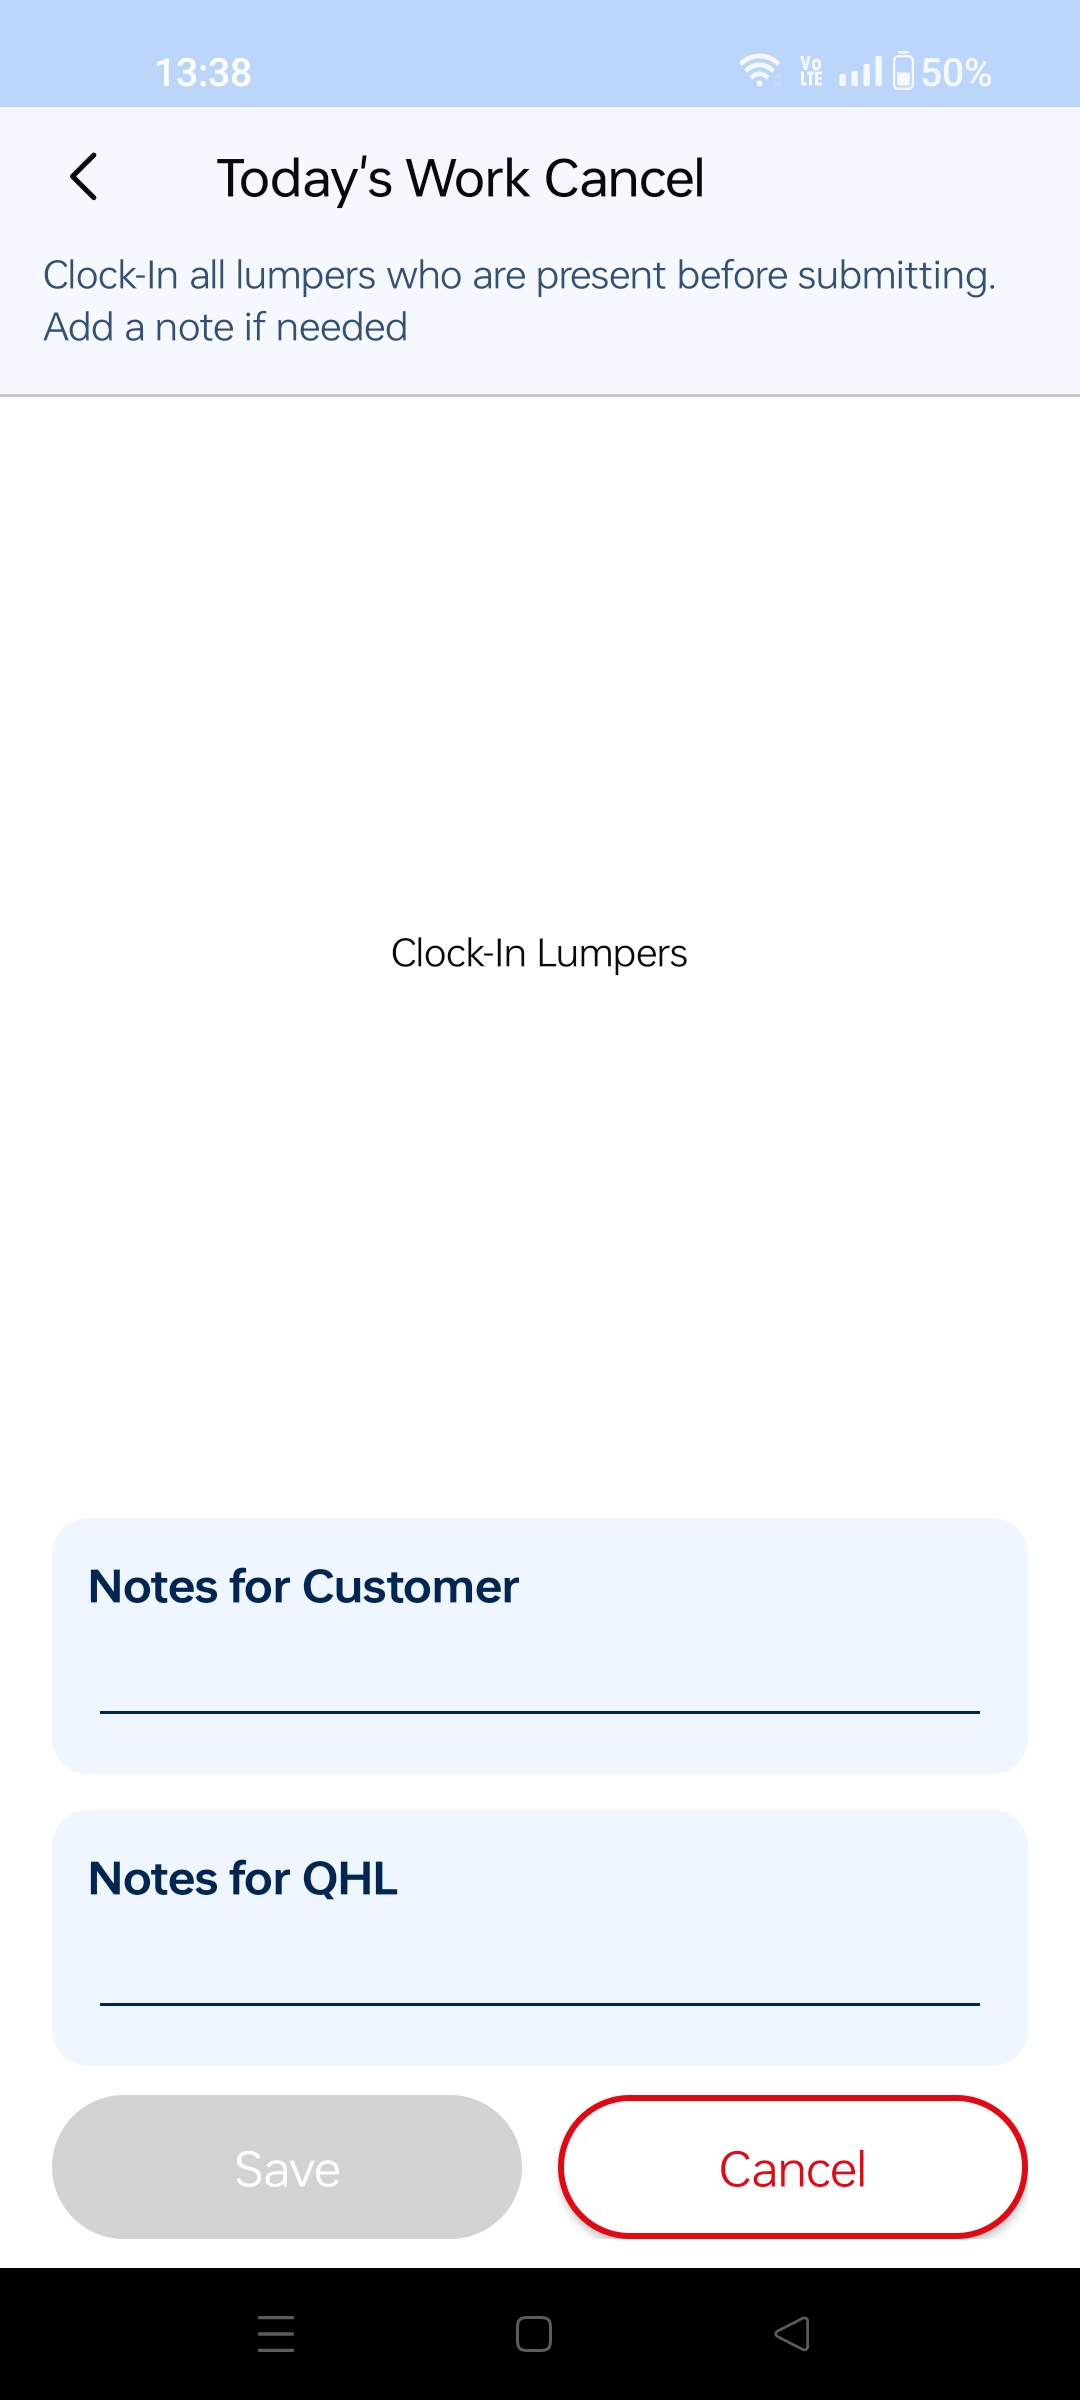 13:38
Vo LTE 50%
Today's Work Cancel
Clock-In all lumpers who are present before submitting.
Add a note if needed
Clock-In Lumpers
Notes for Customer
Notes for QHL
Save
Cancel